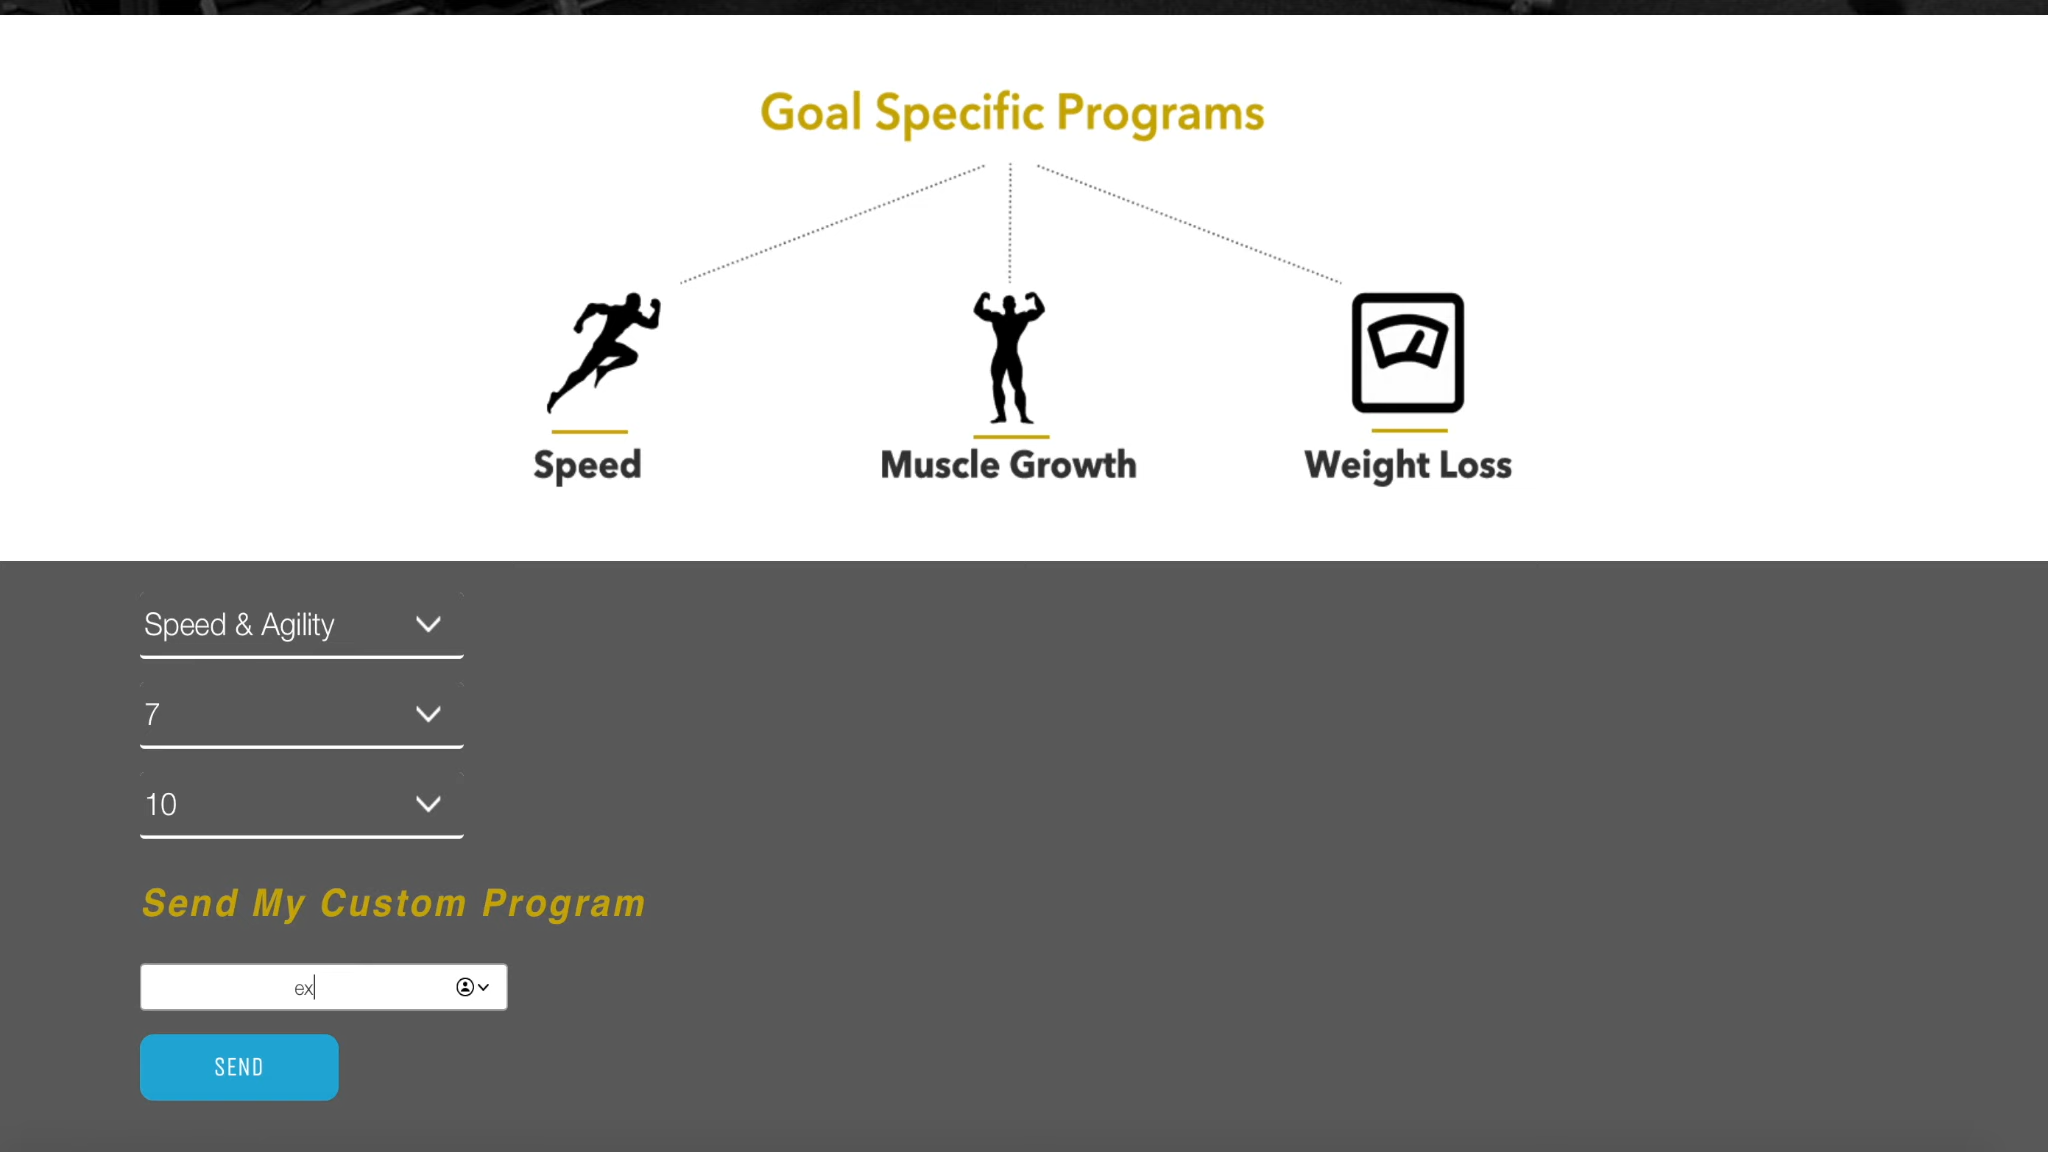 Goal Specific Programs
Speed
Muscle Growth
Weight Loss
Speed & Agility
7
10
Send My Custom Program
ex
SEND